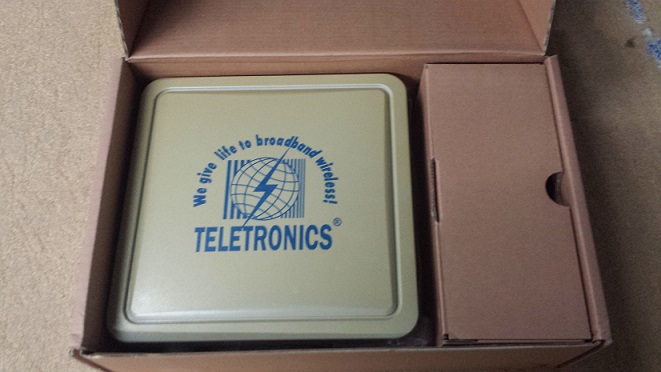 We give life to broadband wireless!
TELETRONICS®